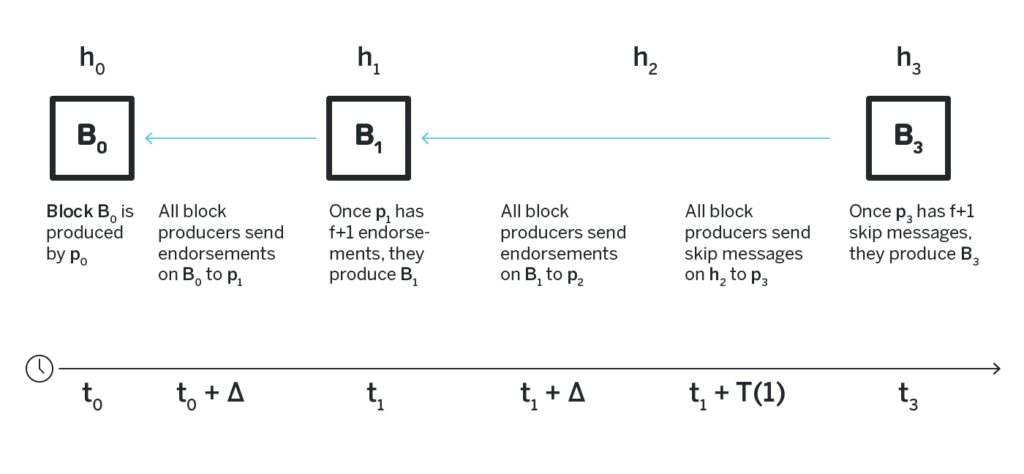 h₀ h₁ h₂ h₃
B₀ B₁ B₃
Block B₀ is
produced
by p₀
All block
producers send
endorsements
on B₀ to p₁
Once p₁ has
f+1 endorse-
ments, they
produce B₁
All block
producers send
endorsements
on B₁ to p₂
All block
producers send
skip messages
on h₂ to p₃
Once p₃ has f+1
skip messages,
they produce B₃
t₀ t₀ + Δ t₁ t₁ + Δ t₁ + T(1) t₃